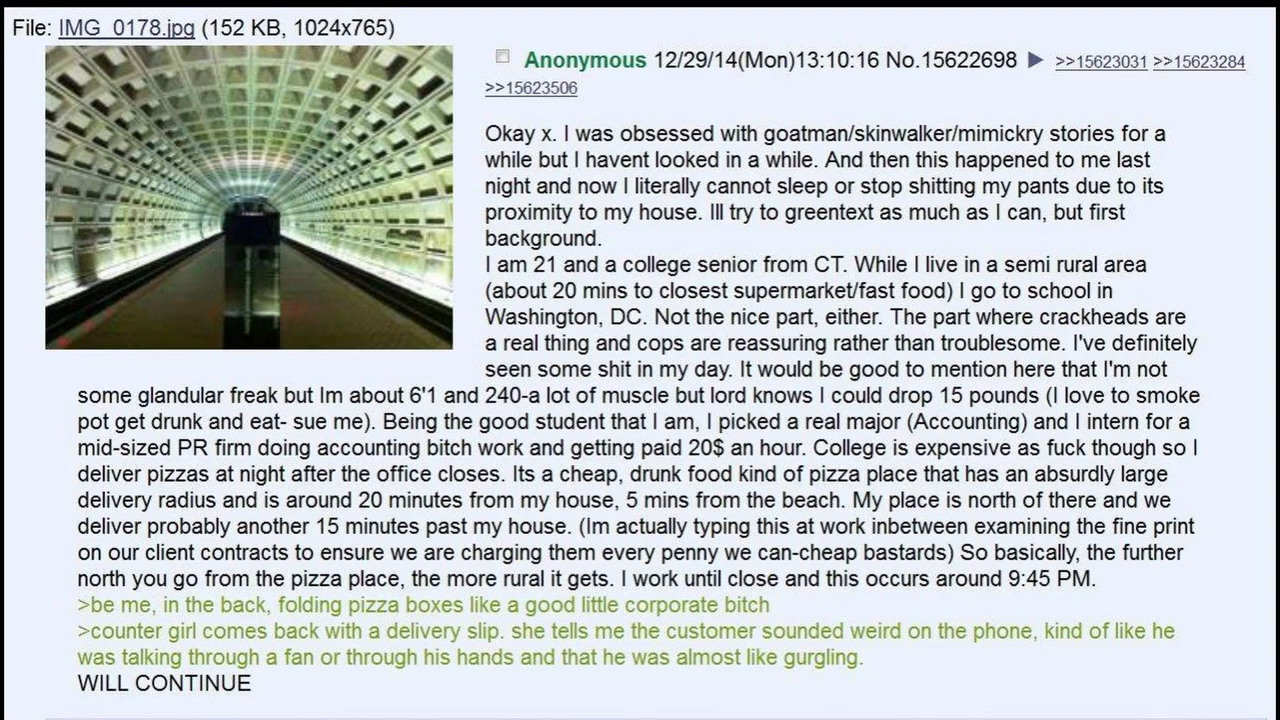 File: IMG_0178.jpg (152 KB, 1024x765)
Anonymous 12/29/14(Mon)13:10:16 No.15622698 ▶ >>15623031 >>15623284
>>15623506
Okay x. I was obsessed with goatman/skinwalker/mimickry stories for a
while but I havent looked in a while. And then this happened to me last
night and now I literally cannot sleep or stop shitting my pants due to its
proximity to my house. Ill try to greentext as much as I can, but first
background.
I am 21 and a college senior from CT. While I live in a semi rural area
(about 20 mins to closest supermarket/fast food) I go to school in
Washington, DC. Not the nice part, either. The part where crackheads are
a real thing and cops are reassuring rather than troublesome. I've definitely
seen some shit in my day. It would be good to mention here that I'm not
some glandular freak but Im about 6'1 and 240-a lot of muscle but lord knows I could drop 15 pounds (I love to smoke
pot get drunk and eat- sue me). Being the good student that I am, I picked a real major (Accounting) and I intern for a
mid-sized PR firm doing accounting bitch work and getting paid 20$ an hour. College is expensive as fuck though so I
deliver pizzas at night after the office closes. Its a cheap, drunk food kind of pizza place that has an absurdly large
delivery radius and is around 20 minutes from my house, 5 mins from the beach. My place is north of there and we
deliver probably another 15 minutes past my house. (Im actually typing this at work inbetween examining the fine print
on our client contracts to ensure we are charging them every penny we can-cheap bastards) So basically, the further
north you go from the pizza place, the more rural it gets. I work until close and this occurs around 9:45 PM.
>be me, in the back, folding pizza boxes like a good little corporate bitch
>counter girl comes back with a delivery slip. she tells me the customer sounded weird on the phone, kind of like he
was talking through a fan or through his hands and that he was almost like gurgling.
WILL CONTINUE